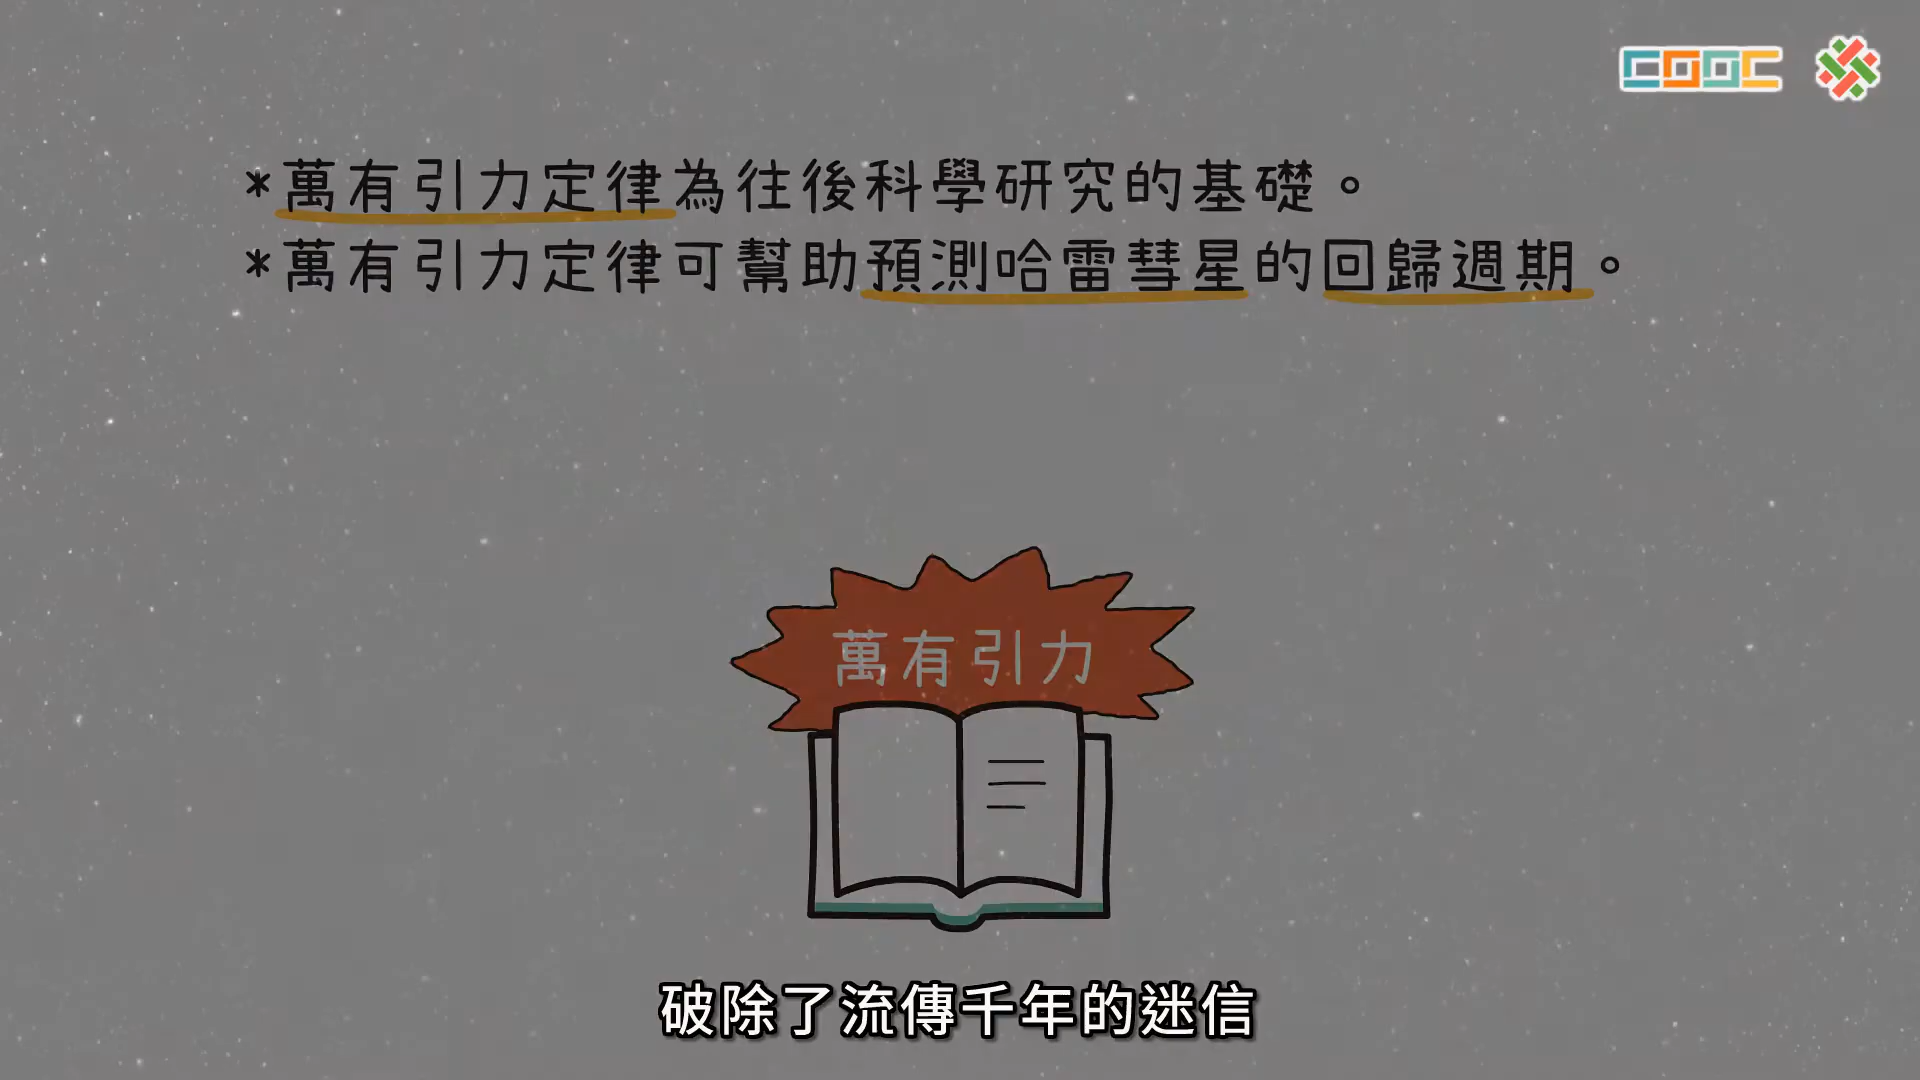 COOC
*萬有引力定律為往後科學研究的基礎。
*萬有引力定律可幫助預測哈雷彗星的回歸週期。
萬有引力
破除了流傳千年的迷信